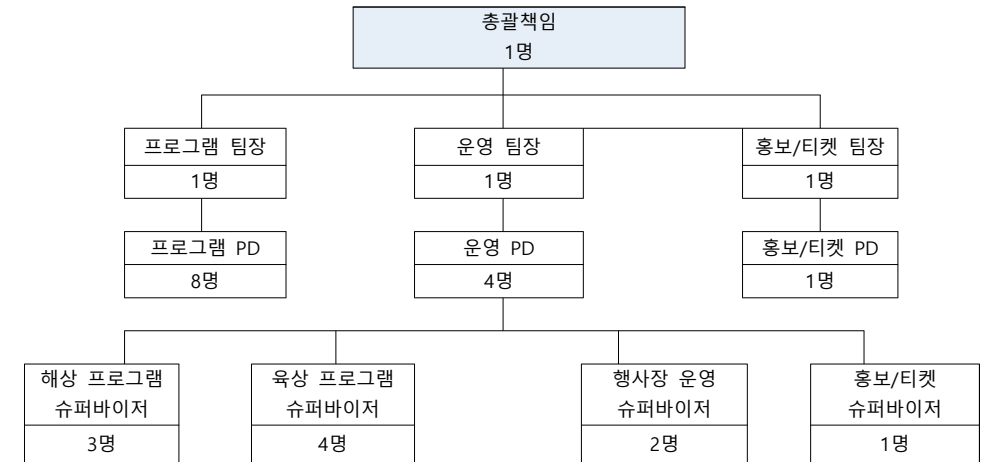 총괄책임
1명
프로그램 팀장
1명
운영 팀장
1명
홍보/티켓 팀장
1명
프로그램 PD
8명
운영 PD
4명
홍보/티켓 PD
1명
해상 프로그램
슈퍼바이저
3명
육상 프로그램
슈퍼바이저
4명
행사장 운영
슈퍼바이저
2명
홍보/티켓
슈퍼바이저
1명